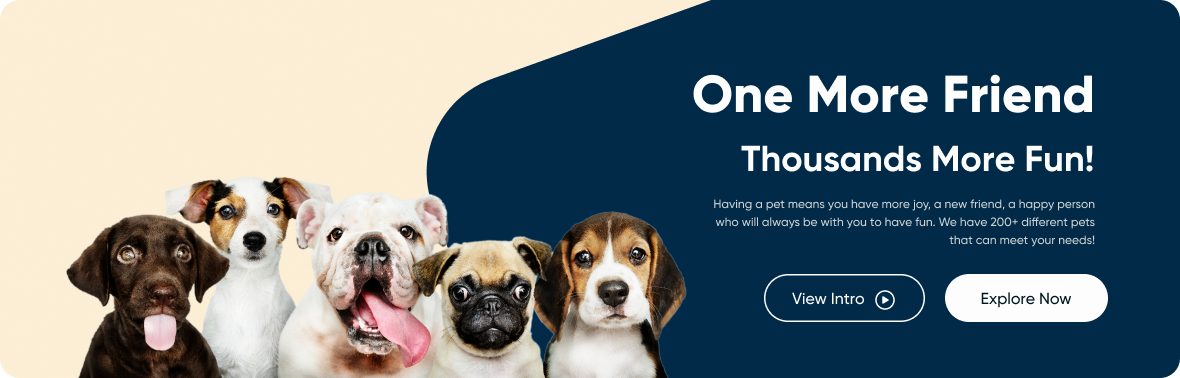 One More Friend
Thousands More Fun!
Having a pet means you have more joy, a new friend, a happy person
who will always be with you to have fun. We have 200+ different pets
that can meet your needs!
View Intro
Explore Now